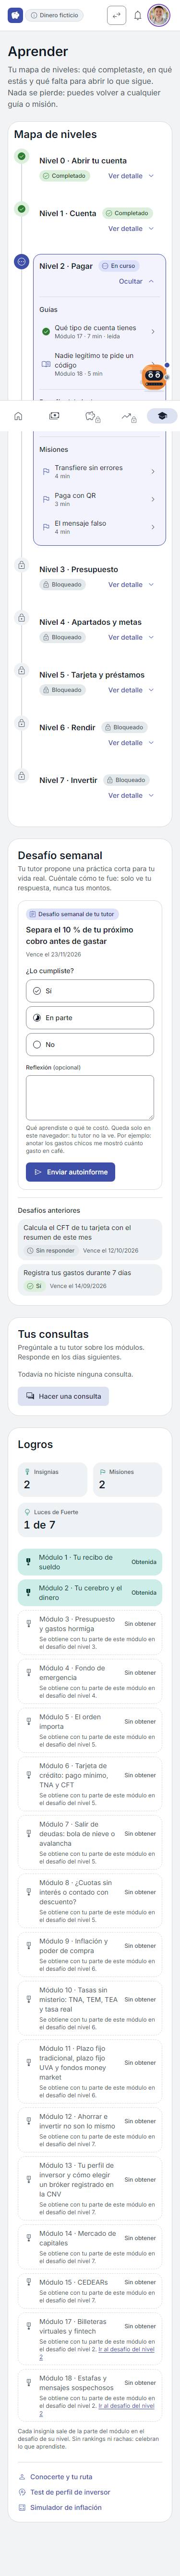 Dinero ficticio
Aprender
Tu mapa de niveles: qué completaste, en qué
estás y qué falta para abrir lo que sigue.
Nada se pierde: puedes volver a cualquier
guía o misión.
Mapa de niveles
Nivel 0 · Abrir tu cuenta
Completado
Ver detalle
Nivel 1 · Cuenta
Completado
Ver detalle
Nivel 2 · Pagar
En curso
Ocultar
Guías
Qué tipo de cuenta tienes
Módulo 17 · 7 min · leída
Nadie legítimo te pide un
código
Módulo 18 · 5 min
Misiones
Transfiere sin errores
4 min
Paga con QR
3 min
El mensaje falso
4 min
Nivel 3 · Presupuesto
Bloqueado
Ver detalle
Nivel 4 · Apartados y metas
Bloqueado
Ver detalle
Nivel 5 · Tarjeta y préstamos
Bloqueado
Ver detalle
Nivel 6 · Rendir
Bloqueado
Ver detalle
Nivel 7 · Invertir
Bloqueado
Ver detalle
Desafío semanal
Tu tutor propone una práctica corta para tu
vida real. Cuéntale cómo te fue: solo ve tu
respuesta, nunca tus montos.
Desafío semanal de tu tutor
Separa el 10 % de tu próximo
cobro antes de gastar
Vence el 23/11/2026
¿Lo cumpliste?
Sí
En parte
No
Reflexión (opcional)
Qué aprendiste o qué te costó. Queda solo en
este navegador: tu tutor no la ve. Por ejemplo:
anotar los gastos chicos me mostró cuánto
gasto en café.
Enviar autoinforme
Desafíos anteriores
Calcula el CFT de tu tarjeta con el
resumen de este mes
Sin responder
Vence el 12/10/2026
Registra tus gastos durante 7 días
Sí
Vence el 14/09/2026
Tus consultas
Pregúntale a tu tutor sobre los módulos.
Responde en los días siguientes.
Todavía no hiciste ninguna consulta.
Hacer una consulta
Logros
Insignias
2
Misiones
2
Luces de Fuerte
1 de 7
Módulo 1 · Tu recibo de
sueldo
Obtenida
Módulo 2 · Tu cerebro y el
dinero
Obtenida
Módulo 3 · Presupuesto
y gastos hormiga
Sin obtener
Se obtiene con tu parte de este módulo en
el desafío del nivel 3.
Módulo 4 · Fondo de
emergencia
Sin obtener
Se obtiene con tu parte de este módulo en
el desafío del nivel 4.
Módulo 5 · El orden
importa
Sin obtener
Se obtiene con tu parte de este módulo en
el desafío del nivel 5.
Módulo 6 · Tarjeta de
crédito: pago mínimo,
TNA y CFT
Sin obtener
Se obtiene con tu parte de este módulo en
el desafío del nivel 5.
Módulo 7 · Salir de
deudas: bola de nieve o
avalancha
Sin obtener
Se obtiene con tu parte de este módulo en
el desafío del nivel 5.
Módulo 8 · ¿Cuotas sin
interés o contado con
descuento?
Sin obtener
Se obtiene con tu parte de este módulo en
el desafío del nivel 5.
Módulo 9 · Inflación y
poder de compra
Sin obtener
Se obtiene con tu parte de este módulo en
el desafío del nivel 6.
Módulo 10 · Tasas sin
misterio: TNA, TEM, TEA
y tasa real
Sin obtener
Se obtiene con tu parte de este módulo en
el desafío del nivel 6.
Módulo 11 · Plazo fijo
tradicional, plazo fijo
UVA y fondos money
market
Sin obtener
Se obtiene con tu parte de este módulo en
el desafío del nivel 6.
Módulo 12 · Ahorrar e
invertir no son lo mismo
Sin obtener
Se obtiene con tu parte de este módulo en
el desafío del nivel 7.
Módulo 13 · Tu perfil de
inversor y cómo elegir
un bróker registrado en
la CNV
Sin obtener
Se obtiene con tu parte de este módulo en
el desafío del nivel 7.
Módulo 14 · Mercado de
capitales
Sin obtener
Se obtiene con tu parte de este módulo en
el desafío del nivel 7.
Módulo 15 · CEDEARs
Sin obtener
Se obtiene con tu parte de este módulo en
el desafío del nivel 7.
Módulo 17 · Billeteras
virtuales y fintech
Sin obtener
Se obtiene con tu parte de este módulo en
el desafío del nivel 2. Ir al desafío del nivel
2
Módulo 18 · Estafas y
mensajes sospechosos
Sin obtener
Se obtiene con tu parte de este módulo en
el desafío del nivel 2. Ir al desafío del nivel
2
Cada insignia sale de la parte del módulo en el
desafío de su nivel. Sin rankings ni rachas: celebran
lo que aprendiste.
Conocerte y tu ruta
Test de perfil de inversor
Simulador de inflación